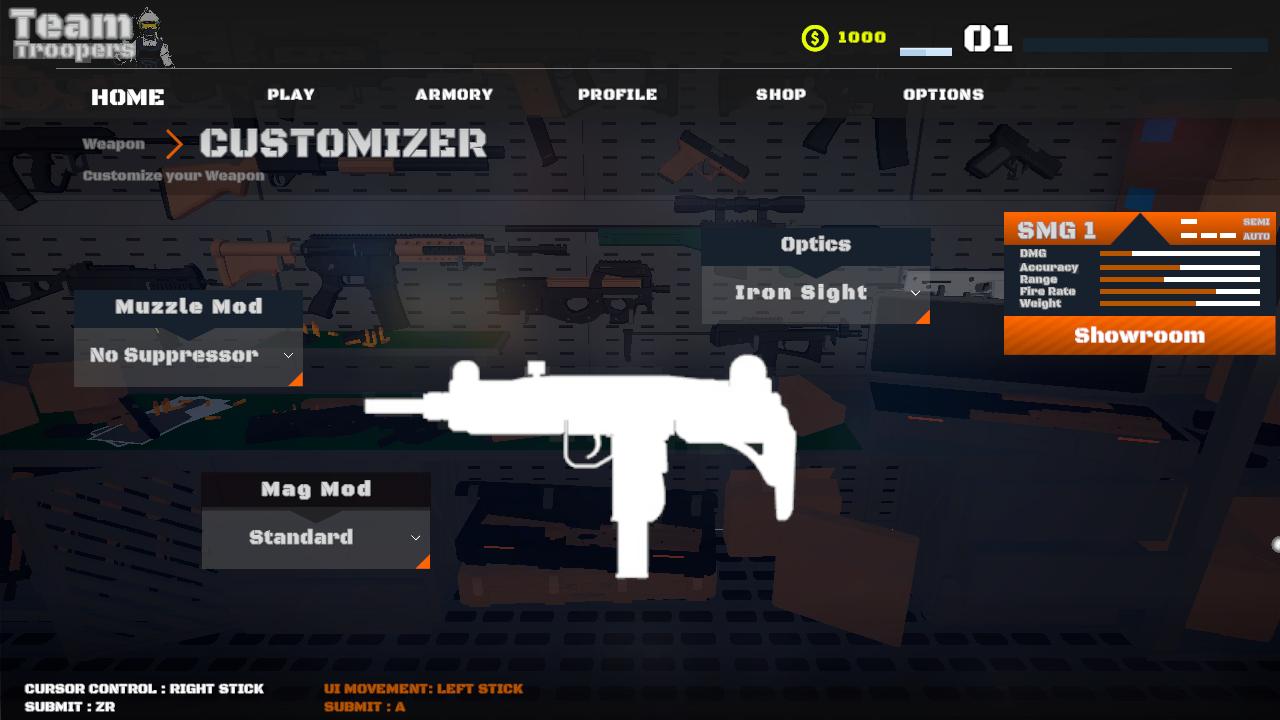 Team
Troopers
$ 1000
01
HOME PLAY ARMORY PROFILE SHOP OPTIONS
Weapon CUSTOMIZER
Customize your Weapon
SMG 1
SEMI
AUTO
DMG
Accuracy
Range
Fire Rate
Weight
Showroom
Optics
Iron Sight
Muzzle Mod
No Suppressor
Mag Mod
Standard
CURSOR CONTROL : RIGHT STICK
SUBMIT : ZR
UI MOVEMENT: LEFT STICK
SUBMIT : A